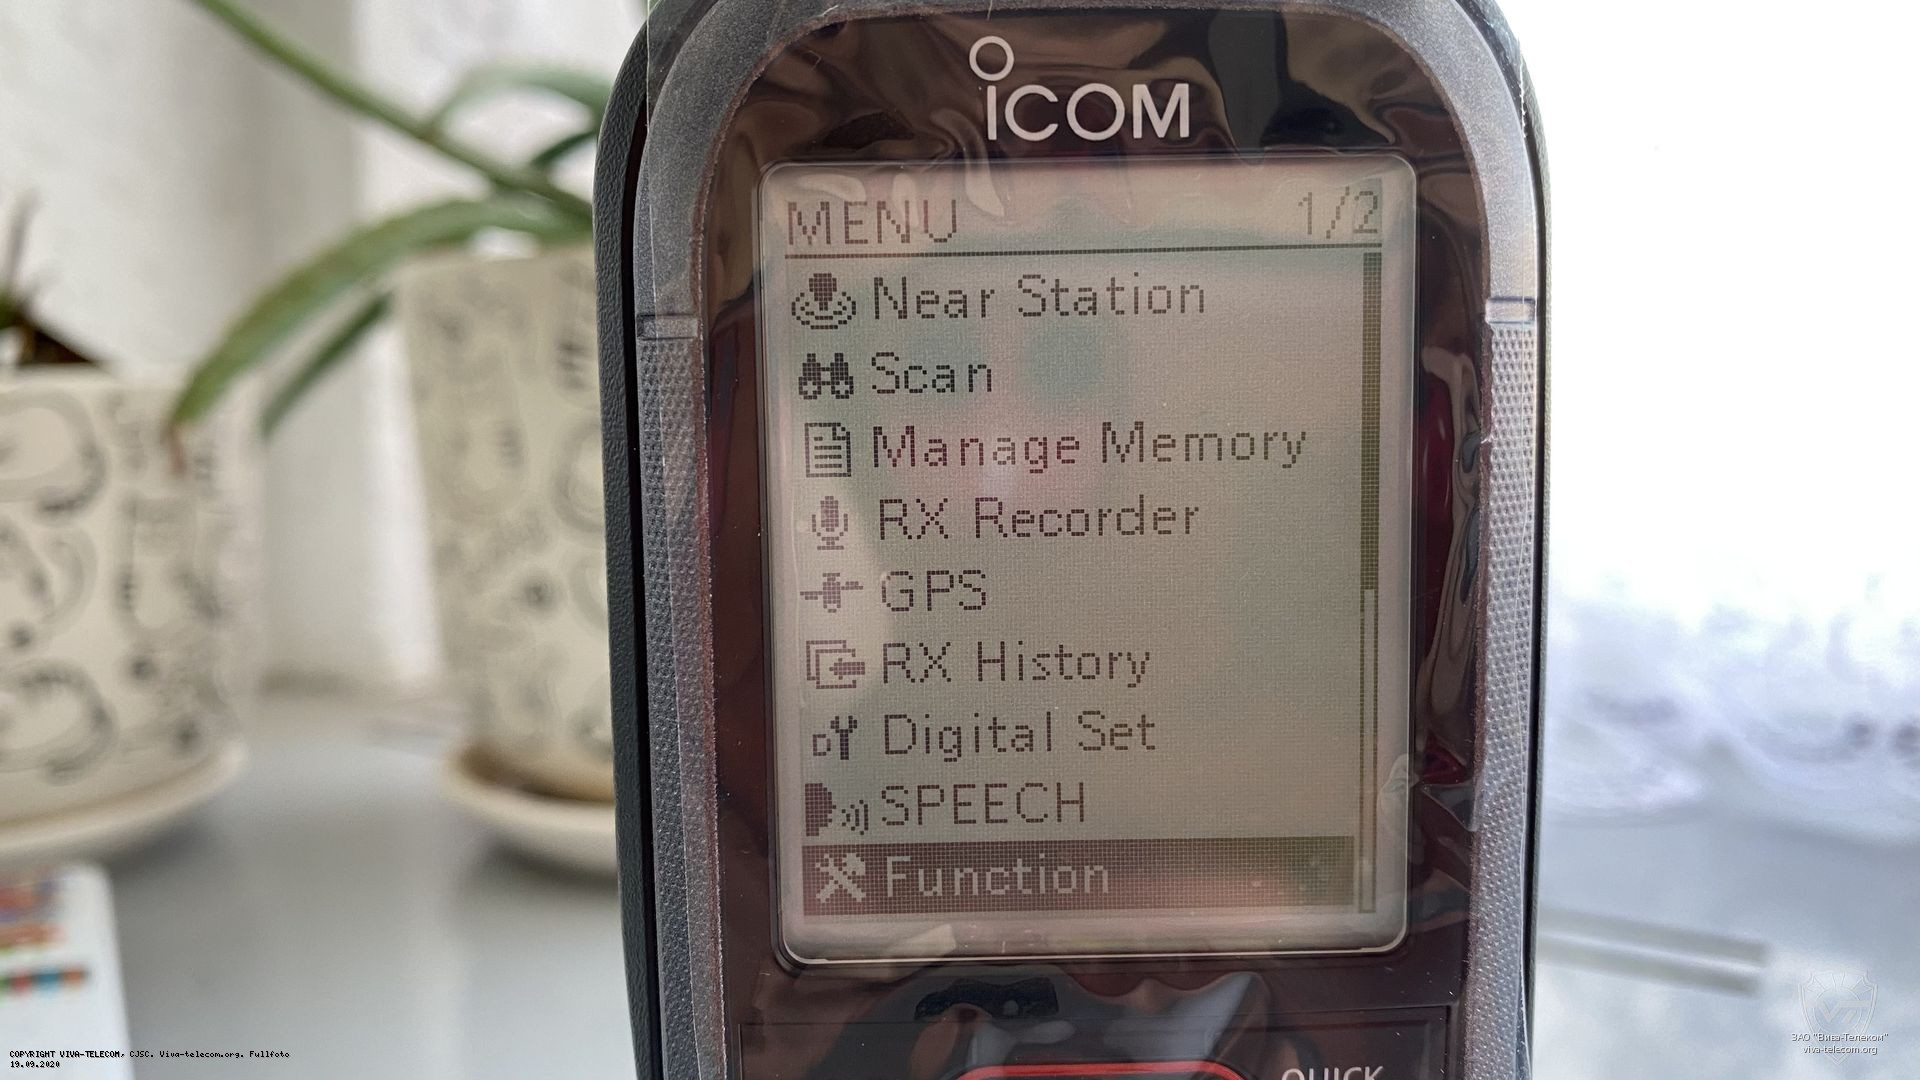 ICOM
MENU 1/2
Near Station
Scan
Manage Memory
RX Recorder
GPS
RX History
Digital Set
SPEECH
Function
QUICK
COPYRIGHT VIVA-TELECOM, CJSC. Viva-telecom.org. Fullfoto
19.09.2020
ЗАО "Вива-Телеком"
viva-telecom.org